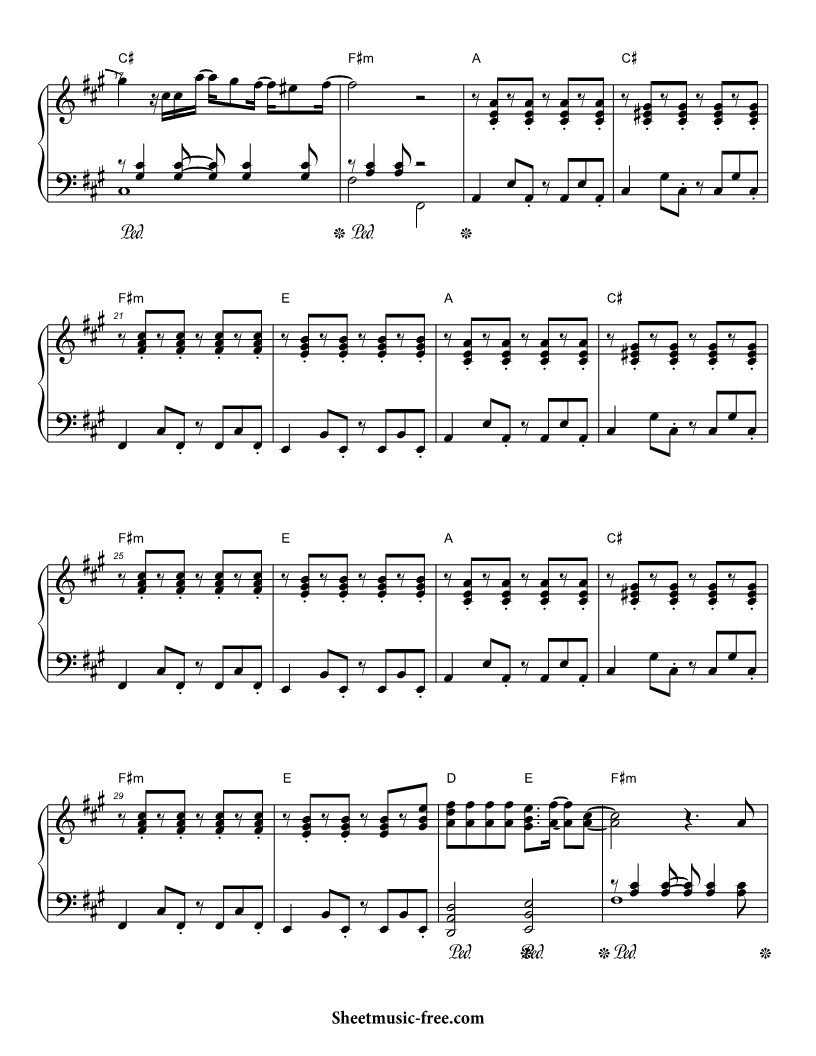 C♯ F♯m A C♯
Ped. Ped.
F♯m E A C♯
21
F♯m E A C♯
25
F♯m E D E F♯m
29
Ped. Ped. Ped.
Sheetmusic-free.com